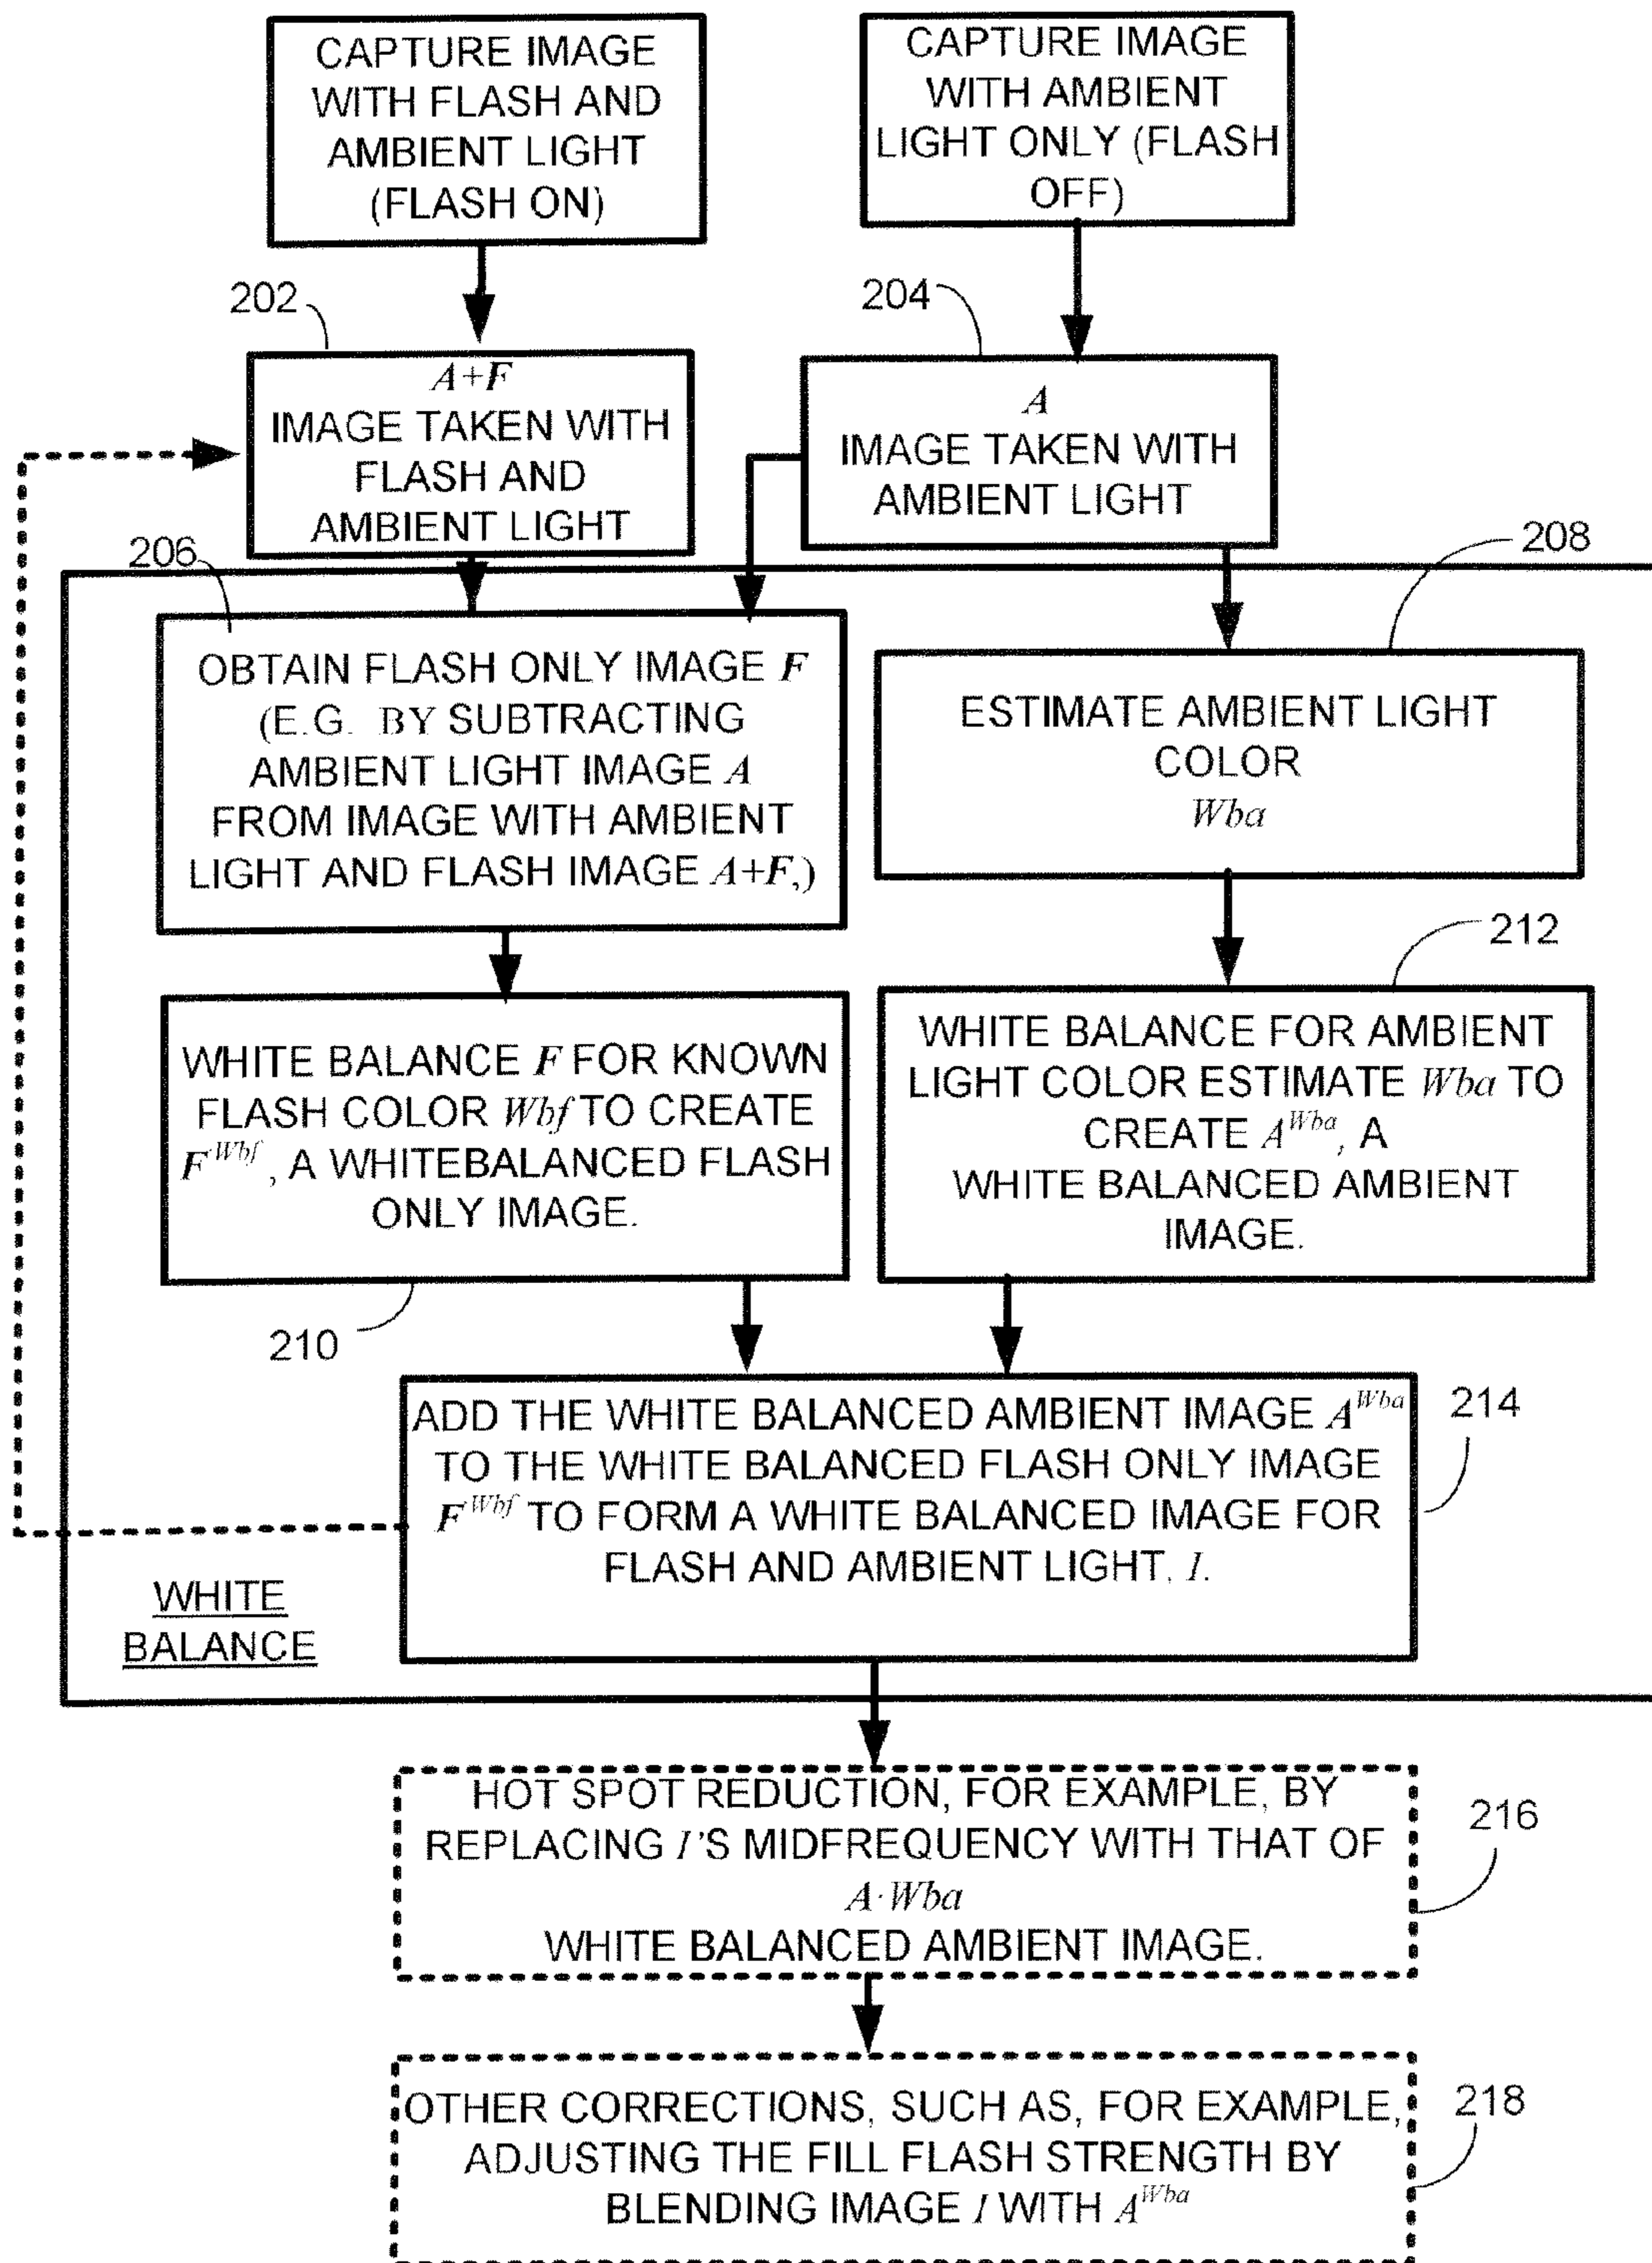 CAPTURE IMAGE
WITH FLASH AND
AMBIENT LIGHT
(FLASH ON)
CAPTURE IMAGE
WITH AMBIENT
LIGHT ONLY (FLASH
OFF)
202
204
A+F
IMAGE TAKEN WITH
FLASH AND
AMBIENT LIGHT
A
IMAGE TAKEN WITH
AMBIENT LIGHT
206
208
OBTAIN FLASH ONLY IMAGE F
(E.G. BY SUBTRACTING
AMBIENT LIGHT IMAGE A
FROM IMAGE WITH AMBIENT
LIGHT AND FLASH IMAGE A+F,)
ESTIMATE AMBIENT LIGHT
COLOR
Wba
212
WHITE BALANCE F FOR KNOWN
FLASH COLOR Wbf TO CREATE
F^Wbf, A WHITEBALANCED FLASH
ONLY IMAGE.
WHITE BALANCE FOR AMBIENT
LIGHT COLOR ESTIMATE Wba TO
CREATE A^Wba, A
WHITE BALANCED AMBIENT
IMAGE.
210
ADD THE WHITE BALANCED AMBIENT IMAGE A^Wba
TO THE WHITE BALANCED FLASH ONLY IMAGE
F^Wbf TO FORM A WHITE BALANCED IMAGE FOR
FLASH AND AMBIENT LIGHT, I.
214
WHITE
BALANCE
HOT SPOT REDUCTION, FOR EXAMPLE, BY
REPLACING I'S MIDFREQUENCY WITH THAT OF
A·Wba
WHITE BALANCED AMBIENT IMAGE.
216
OTHER CORRECTIONS, SUCH AS, FOR EXAMPLE,
ADJUSTING THE FILL FLASH STRENGTH BY
BLENDING IMAGE I WITH A^Wba
218